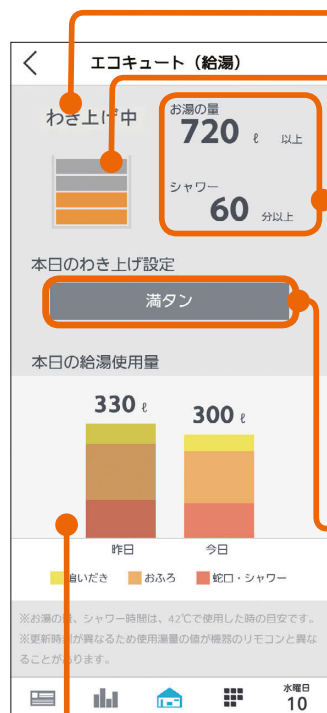 エコキュート（給湯）
わき上げ中
お湯の量
720 ℓ 以上
シャワー
60 分以上
本日のわき上げ設定
満タン
本日の給湯使用量
330 ℓ
300 ℓ
昨日 今日
追いだき おふろ 蛇口・シャワー
※お湯の量、シャワー時間は、42℃で使用した時の目安です。
※更新時刻が異なるため使用湯量の値が機器のリモコンと異な
ることがあります。
水曜日
10